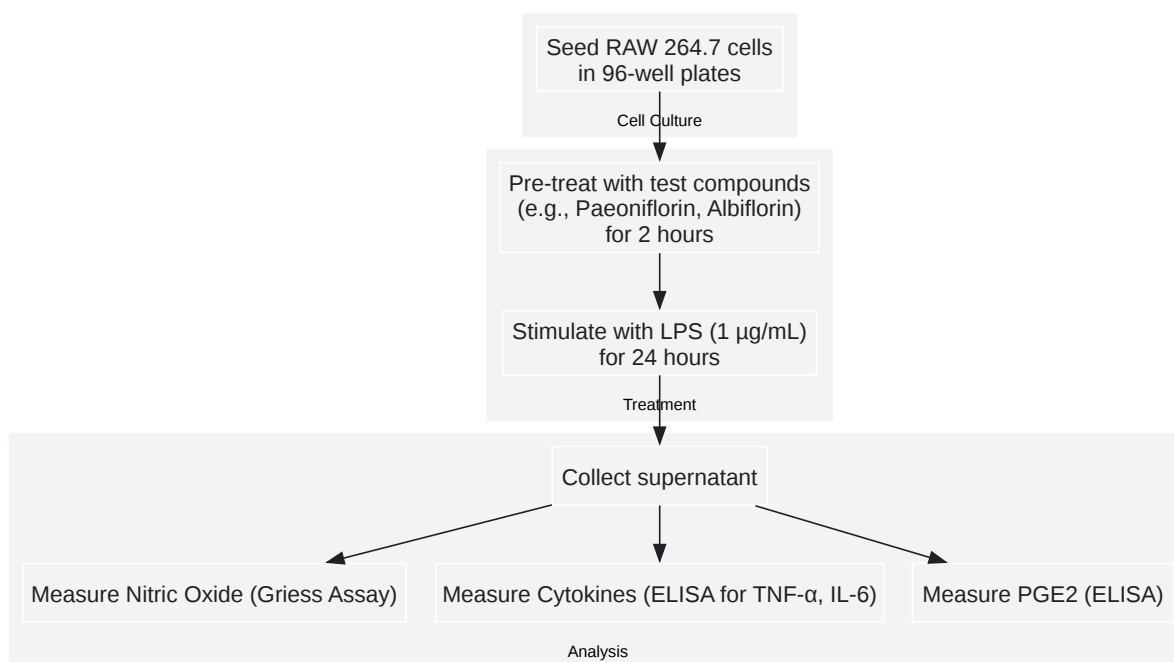 Seed RAW 264.7 cells
in 96-well plates
Cell Culture
Pre-treat with test compounds
(e.g., Paeoniflorin, Albiflorin)
for 2 hours
Stimulate with LPS (1 µg/mL)
for 24 hours
Treatment
Collect supernatant
Measure Nitric Oxide (Griess Assay)
Measure Cytokines (ELISA for TNF-α, IL-6)
Measure PGE2 (ELISA)
Analysis